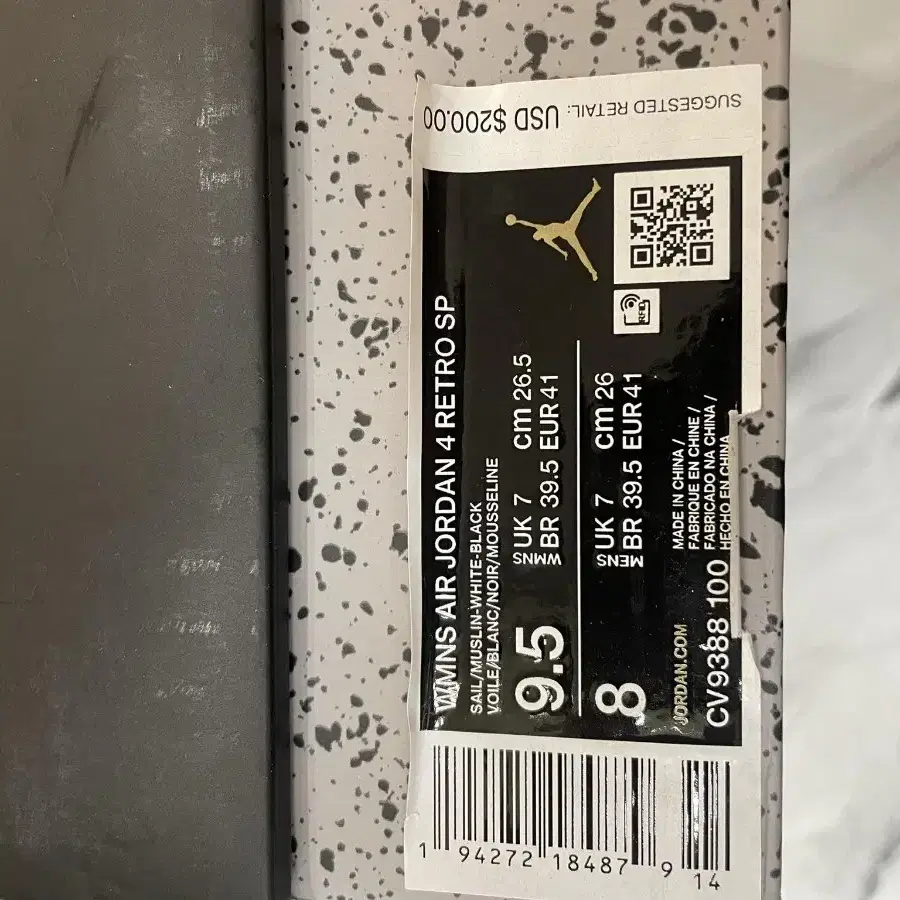 SUGGESTED RETAIL: USD $200.00
WMNS AIR JORDAN 4 RETRO SP
SAIL/MUSLIN-WHITE-BLACK
VOILE/BLANC/NOIR/MOUSSELINE
9.5 WMNS UK 7 cm 26.5
BR 39.5 EUR 41
8 MENS UK 7 cm 26
BR 39.5 EUR 41
RFID
JORDAN.COM
MADE IN CHINA /
FABRIQUE EN CHINE /
FABRICADO NA CHINA /
HECHO EN CHINA
CV9388 100
1 94272 18487 9 14